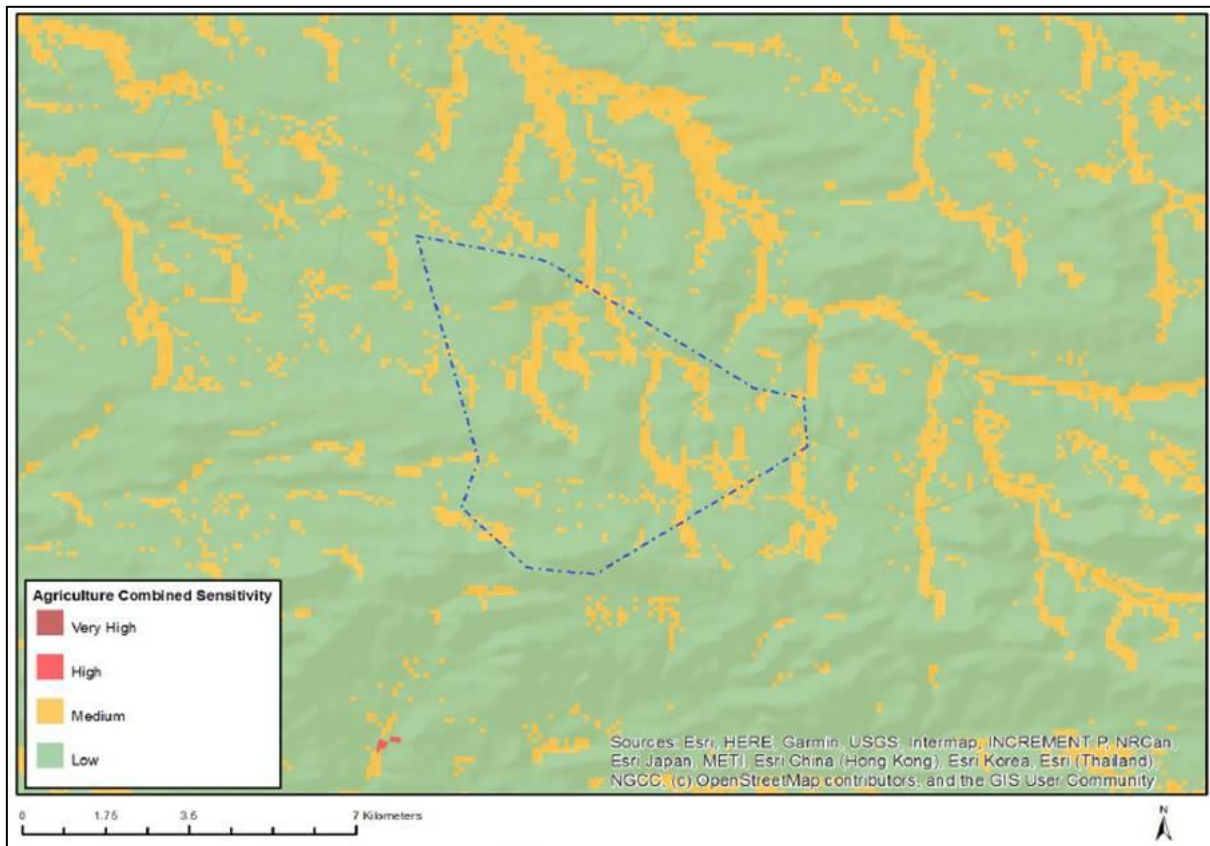 Agriculture Combined Sensitivity
Very High
High
Medium
Low
Sources: Esri, HERE, Garmin, USGS, Intermap, INCREMENT P, NRCan,
Esri Japan, METI, Esri China (Hong Kong), Esri Korea, Esri (Thailand),
NGCC, (c) OpenStreetMap contributors, and the GIS User Community
0 1.75 3.5 7 Kilometers
N